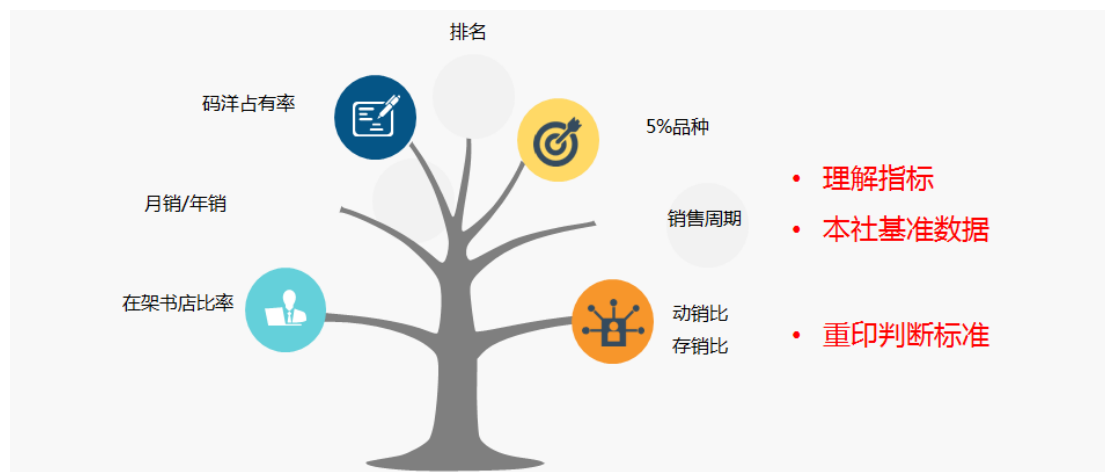 排名
码洋占有率
5%品种
月销/年销
销售周期
在架书店比率
动销比
存销比
• 理解指标
• 本社基准数据
• 重印判断标准